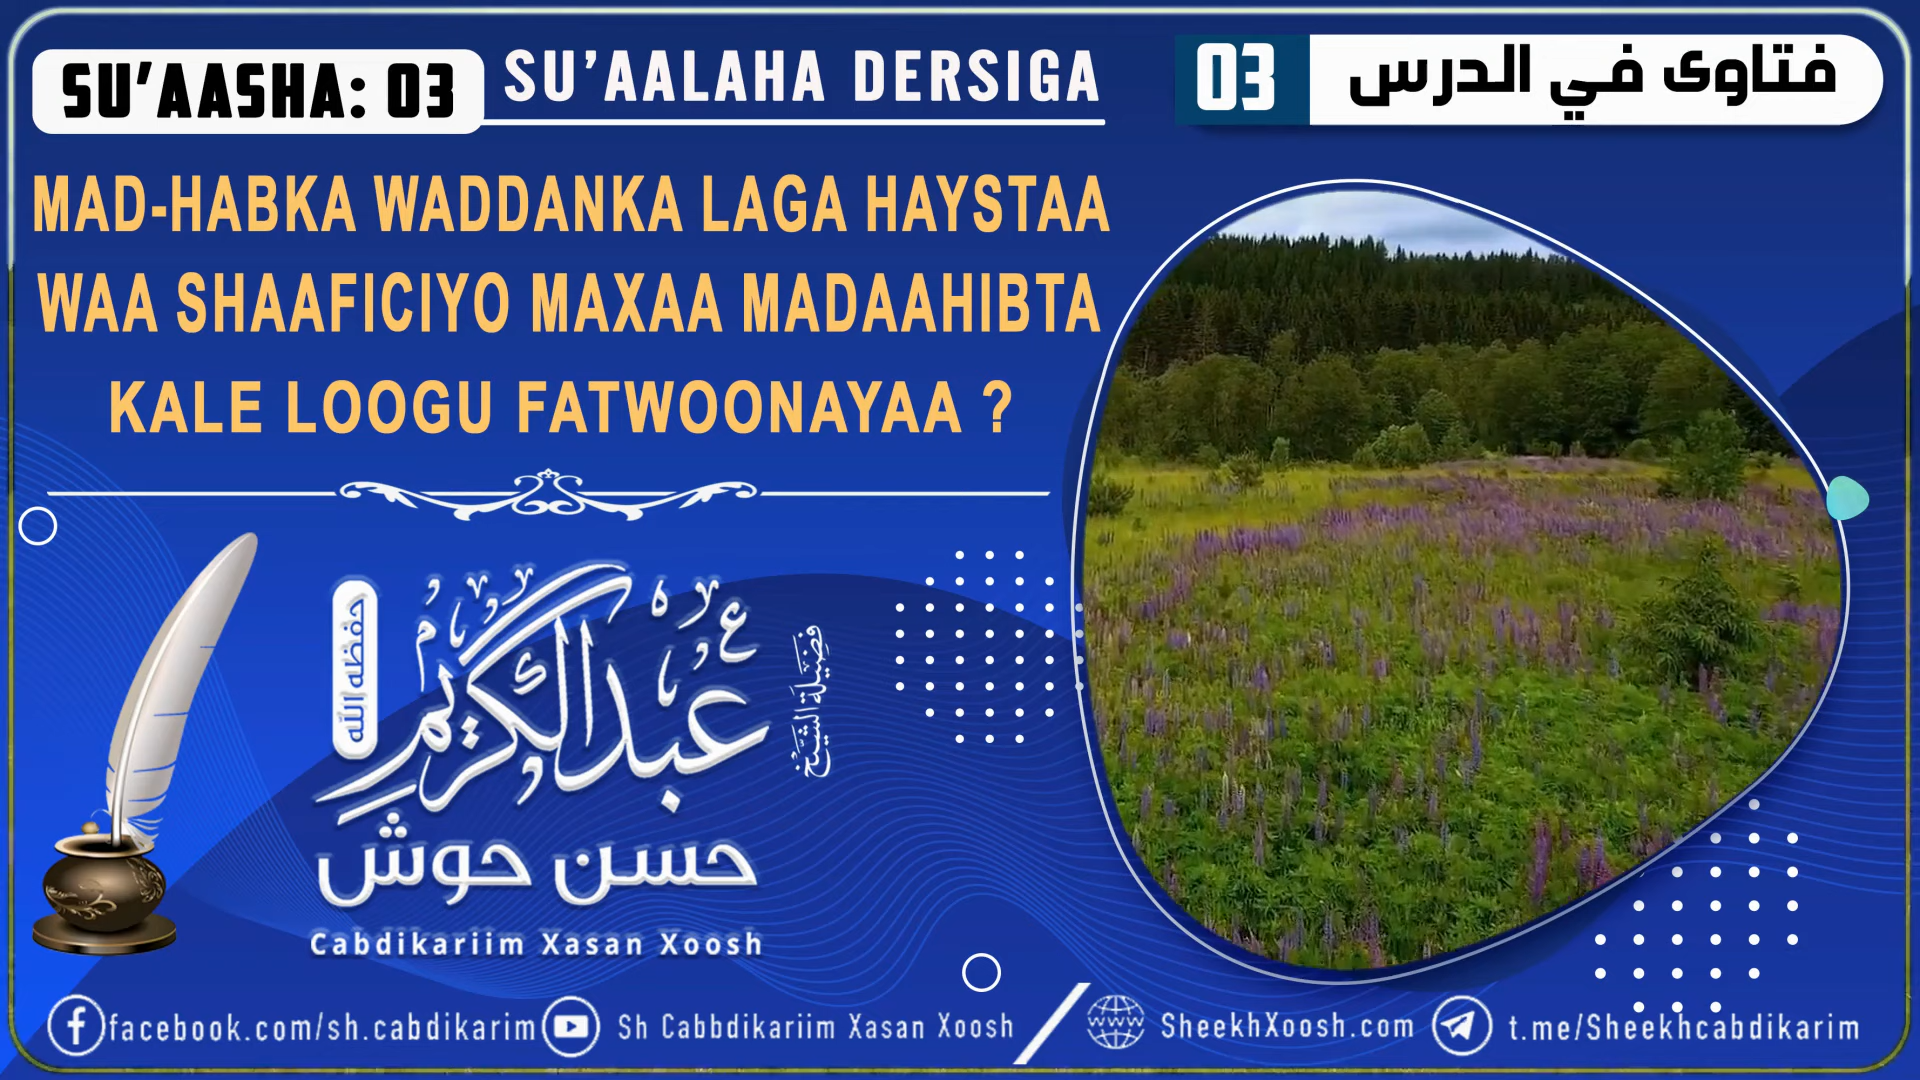 SU'AASHA: 03
SU'AALAHA DERSIGA
03
فتاوى في الدرس
MAD-HABKA WADDANKA LAGA HAYSTAA
WAA SHAAFICIYO MAXAA MADAAHIBTA
KALE LOOGU FATWOONAYAA ?
فضيلة الشيخ
عبدالكريم
حفظه الله
حسن حوش
Cabdikariim Xasan Xoosh
facebook.com/sh.cabdikarim
Sh Cabbdikariim Xasan Xoosh
www
SheekhXoosh.com
t.me/Sheekhcabdikarim